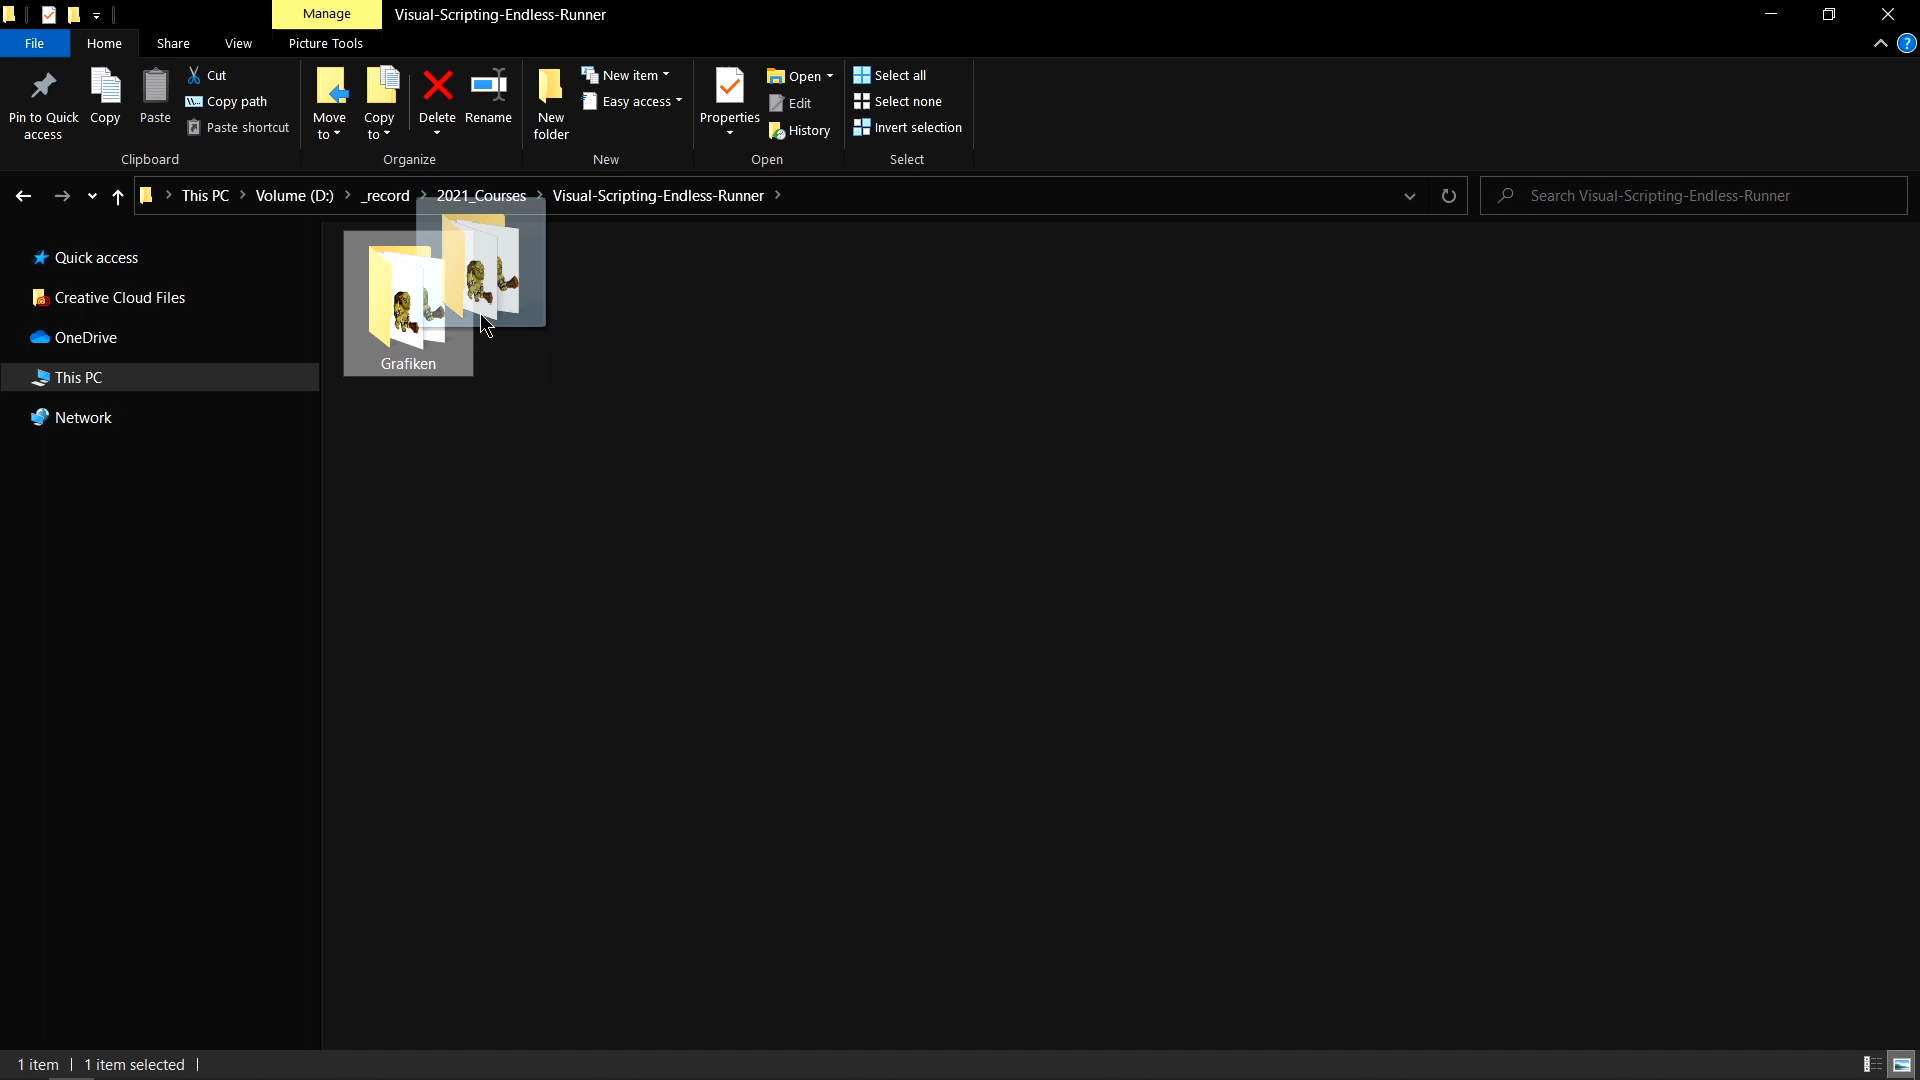 Manage
Visual-Scripting-Endless-Runner
File
Home
Share
View
Picture Tools
Pin to Quick access
Copy
Paste
Cut
Copy path
Paste shortcut
Clipboard
Move to
Copy to
Delete
Rename
Organize
New folder
New item
Easy access
New
Properties
Open
Edit
History
Open
Select all
Select none
Invert selection
Select
This PC
Volume (D:)
_record
2021_Courses
Visual-Scripting-Endless-Runner
Search Visual-Scripting-Endless-Runner
Quick access
Creative Cloud Files
OneDrive
This PC
Network
Grafiken
1 item
1 item selected